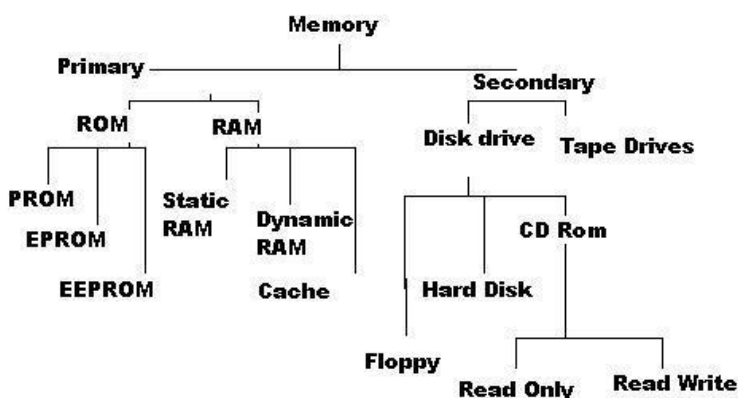 Memory
Primary
Secondary
ROM
RAM
Disk drive
Tape Drives
PROM
EPROM
EEPROM
Static
RAM
Dynamic
RAM
Cache
CD Rom
Hard Disk
Floppy
Read Only
Read Write